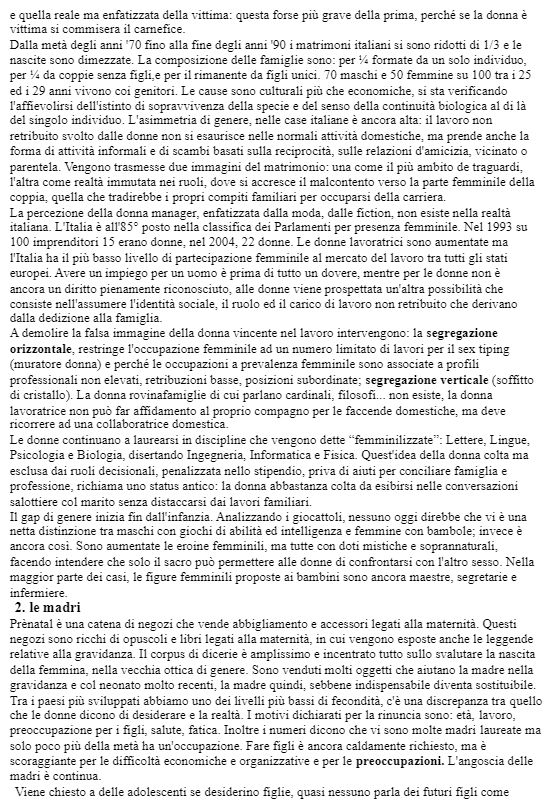 e quella reale ma enfatizzata della vittima: questa forse più grave della prima, perché se la donna è
vittima si commisera il carnefice.
Dalla metà degli anni '70 fino alla fine degli anni '90 i matrimoni italiani si sono ridotti di 1/3 e le
nascite sono dimezzate. La composizione delle famiglie sono: per ¼ formate da un solo individuo,
per ¼ da coppie senza figli,e per il rimanente da figli unici. 70 maschi e 50 femmine su 100 tra i 25
ed i 29 anni vivono coi genitori. Le cause sono culturali più che economiche, si sta verificando
l'affievolirsi dell'istinto di sopravvivenza della specie e del senso della continuità biologica al di là
del singolo individuo. L'asimmetria di genere, nelle case italiane è ancora alta: il lavoro non
retribuito svolto dalle donne non si esaurisce nelle normali attività domestiche, ma prende anche la
forma di attività informali e di scambi basati sulla reciprocità, sulle relazioni d'amicizia, vicinato o
parentela. Vengono trasmesse due immagini del matrimonio: una come il più ambito de traguardi,
l'altra come realtà immutata nei ruoli, dove si accresce il malcontento verso la parte femminile della
coppia, quella che tradirebbe i propri compiti familiari per occuparsi della carriera.
La percezione della donna manager, enfatizzata dalla moda, dalle fiction, non esiste nella realtà
italiana. L'Italia è all'85° posto nella classifica dei Parlamenti per presenza femminile. Nel 1993 su
100 imprenditori 15 erano donne, nel 2004, 22 donne. Le donne lavoratrici sono aumentate ma
l'Italia ha il più basso livello di partecipazione femminile al mercato del lavoro tra tutti gli stati
europei. Avere un impiego per un uomo è prima di tutto un dovere, mentre per le donne non è
ancora un diritto pienamente riconosciuto, alle donne viene prospettata un'altra possibilità che
consiste nell'assumere l'identità sociale, il ruolo ed il carico di lavoro non retribuito che derivano
dalla dedizione alla famiglia.
A demolire la falsa immagine della donna vincente nel lavoro intervengono: la segregazione
orizzontale, restringe l'occupazione femminile ad un numero limitato di lavori per il sex tiping
(muratore donna) e perché le occupazioni a prevalenza femminile sono associate a profili
professionali non elevati, retribuzioni basse, posizioni subordinate; segregazione verticale (soffitto
di cristallo). La donna rovinafamiglie di cui parlano cardinali, filosofi... non esiste, la donna
lavoratrice non può far affidamento al proprio compagno per le faccende domestiche, ma deve
ricorrere ad una collaboratrice domestica.
Le donne continuano a laurearsi in discipline che vengono dette “femminilizzate”: Lettere, Lingue,
Psicologia e Biologia, disertando Ingegneria, Informatica e Fisica. Quest'idea della donna colta ma
esclusa dai ruoli decisionali, penalizzata nello stipendio, priva di aiuti per conciliare famiglia e
professione, richiama uno status antico: la donna abbastanza colta da esibirsi nelle conversazioni
salottiere col marito senza distaccarsi dai lavori familiari.
Il gap di genere inizia fin dall'infanzia. Analizzando i giocattoli, nessuno oggi direbbe che vi è una
netta distinzione tra maschi con giochi di abilità ed intelligenza e femmine con bambole; invece è
ancora così. Sono aumentate le eroine femminili, ma tutte con doti mistiche e soprannaturali,
facendo intendere che solo il sacro può permettere alle donne di confrontarsi con l'altro sesso. Nella
maggior parte dei casi, le figure femminili proposte ai bambini sono ancora maestre, segretarie e
infermiere.
2. le madri
Prènatal è una catena di negozi che vende abbigliamento e accessori legati alla maternità. Questi
negozi sono ricchi di opuscoli e libri legati alla maternità, in cui vengono esposte anche le leggende
relative alla gravidanza. Il corpus di dicerie è amplissimo e incentrato tutto sullo svalutare la nascita
della femmina, nella vecchia ottica di genere. Sono venduti molti oggetti che aiutano la madre nella
gravidanza e col neonato molto recenti, la madre quindi, sebbene indispensabile diventa sostituibile.
Tra i paesi più sviluppati abbiamo uno dei livelli più bassi di fecondità, c'è una discrepanza tra quello
che le donne dicono di desiderare e la realtà. I motivi dichiarati per la rinuncia sono: età, lavoro,
preoccupazione per i figli, salute, fatica. Inoltre i numeri dicono che vi sono molte madri laureate ma
solo poco più della metà ha un'occupazione. Fare figli è ancora caldamente richiesto, ma è
scoraggiante per le difficoltà economiche e organizzative e per le preoccupazioni. L'angoscia delle
madri è continua.
Viene chiesto a delle adolescenti se desiderino figlie, quasi nessuno parla dei futuri figli come